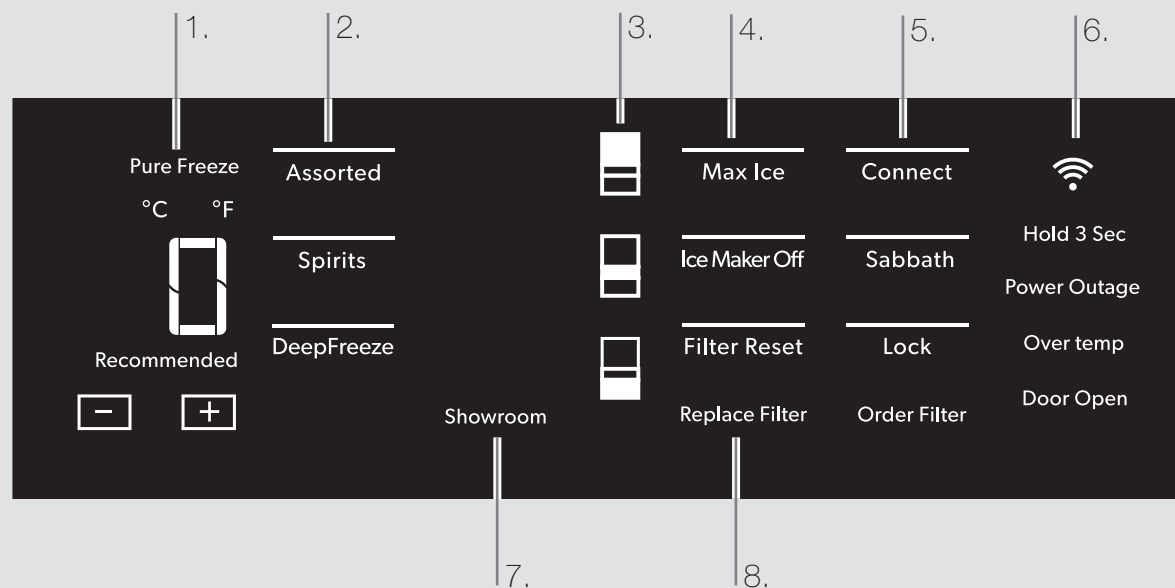 1.
2.
3.
4.
5.
6.
Pure Freeze
°C °F
0
Recommended
- +
Assorted
Spirits
DeepFreeze
Showroom
Max Ice
Ice Maker Off
Filter Reset
Replace Filter
Connect
Sabbath
Lock
Order Filter
Hold 3 Sec
Power Outage
Over temp
Door Open
7.
8.